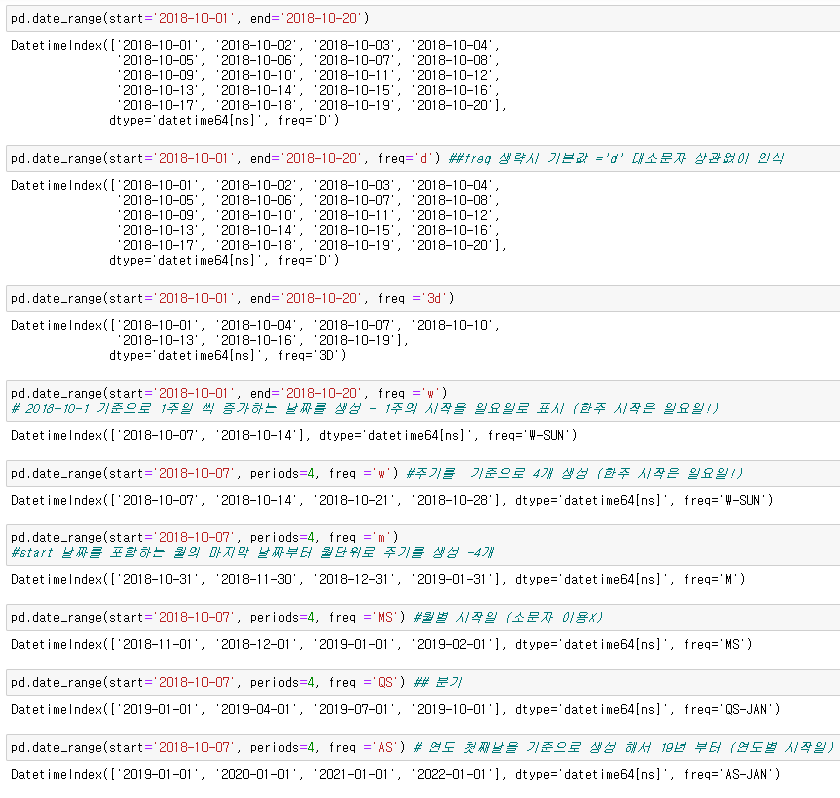 pd.date_range(start='2018-10-01', end='2018-10-20')
DatetimeIndex(['2018-10-01', '2018-10-02', '2018-10-03', '2018-10-04',
'2018-10-05', '2018-10-06', '2018-10-07', '2018-10-08',
'2018-10-09', '2018-10-10', '2018-10-11', '2018-10-12',
'2018-10-13', '2018-10-14', '2018-10-15', '2018-10-16',
'2018-10-17', '2018-10-18', '2018-10-19', '2018-10-20'],
dtype='datetime64[ns]', freq='D')
pd.date_range(start='2018-10-01', end='2018-10-20', freq='d') ##freq 생략시 기본값 ='d' 대소문자 상관없이 인식
DatetimeIndex(['2018-10-01', '2018-10-02', '2018-10-03', '2018-10-04',
'2018-10-05', '2018-10-06', '2018-10-07', '2018-10-08',
'2018-10-09', '2018-10-10', '2018-10-11', '2018-10-12',
'2018-10-13', '2018-10-14', '2018-10-15', '2018-10-16',
'2018-10-17', '2018-10-18', '2018-10-19', '2018-10-20'],
dtype='datetime64[ns]', freq='D')
pd.date_range(start='2018-10-01', end='2018-10-20', freq ='3d')
DatetimeIndex(['2018-10-01', '2018-10-04', '2018-10-07', '2018-10-10',
'2018-10-13', '2018-10-16', '2018-10-19'],
dtype='datetime64[ns]', freq='3D')
pd.date_range(start='2018-10-01', end='2018-10-20', freq ='w')
# 2018-10-1 기준으로 1주일 씩 증가하는 날짜를 생성 - 1주의 시작을 일요일로 표시 (한주 시작은 일요일!)
DatetimeIndex(['2018-10-07', '2018-10-14'], dtype='datetime64[ns]', freq='W-SUN')
pd.date_range(start='2018-10-07', periods=4, freq ='w') #주기를 기준으로 4개 생성 (한주 시작은 일요일!)
DatetimeIndex(['2018-10-07', '2018-10-14', '2018-10-21', '2018-10-28'], dtype='datetime64[ns]', freq='W-SUN')
pd.date_range(start='2018-10-07', periods=4, freq ='m')
#start 날짜를 포함하는 월의 마지막 날짜부터 월단위로 주기를 생성 -4개
DatetimeIndex(['2018-10-31', '2018-11-30', '2018-12-31', '2019-01-31'], dtype='datetime64[ns]', freq='M')
pd.date_range(start='2018-10-07', periods=4, freq ='MS') #월별 시작일 (소문자 이용X)
DatetimeIndex(['2018-11-01', '2018-12-01', '2019-01-01', '2019-02-01'], dtype='datetime64[ns]', freq='MS')
pd.date_range(start='2018-10-07', periods=4, freq ='QS') ## 분기
DatetimeIndex(['2019-01-01', '2019-04-01', '2019-07-01', '2019-10-01'], dtype='datetime64[ns]', freq='QS-JAN')
pd.date_range(start='2018-10-07', periods=4, freq ='AS') # 연도 첫째날을 기준으로 생성 해서 19년 부터 (연도별 시작일)
DatetimeIndex(['2019-01-01', '2020-01-01', '2021-01-01', '2022-01-01'], dtype='datetime64[ns]', freq='AS-JAN')